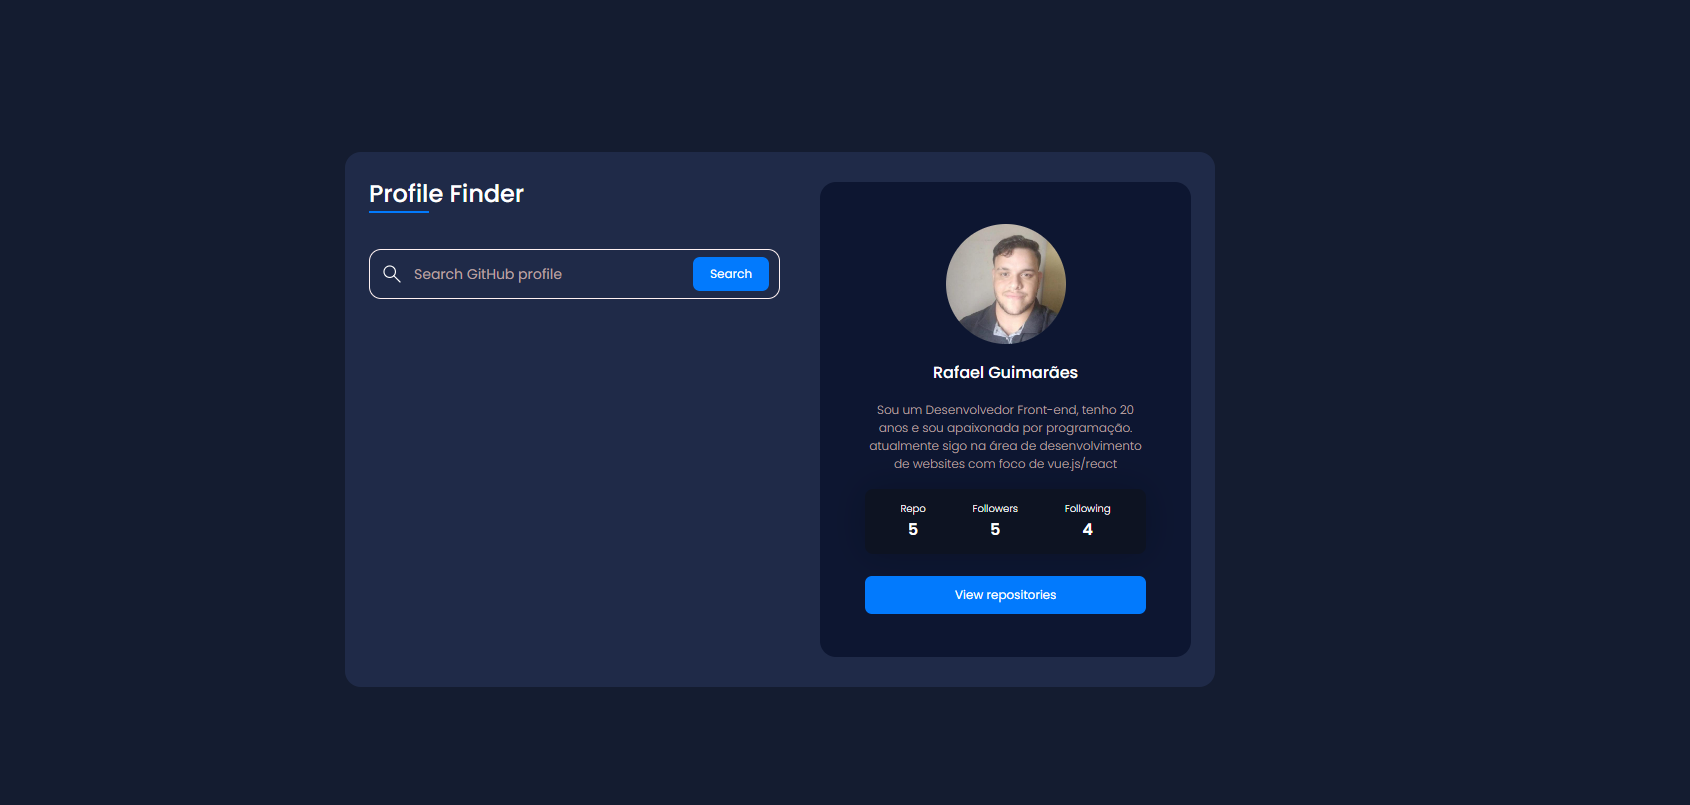 Profile Finder
Search GitHub profile
Search
Rafael Guimarães
Sou um Desenvolvedor Front-end, tenho 20
anos e sou apaixonada por programação.
atualmente sigo na área de desenvolvimento
de websites com foco de vue.js/react
Repo Followers Following
5 5 4
View repositories